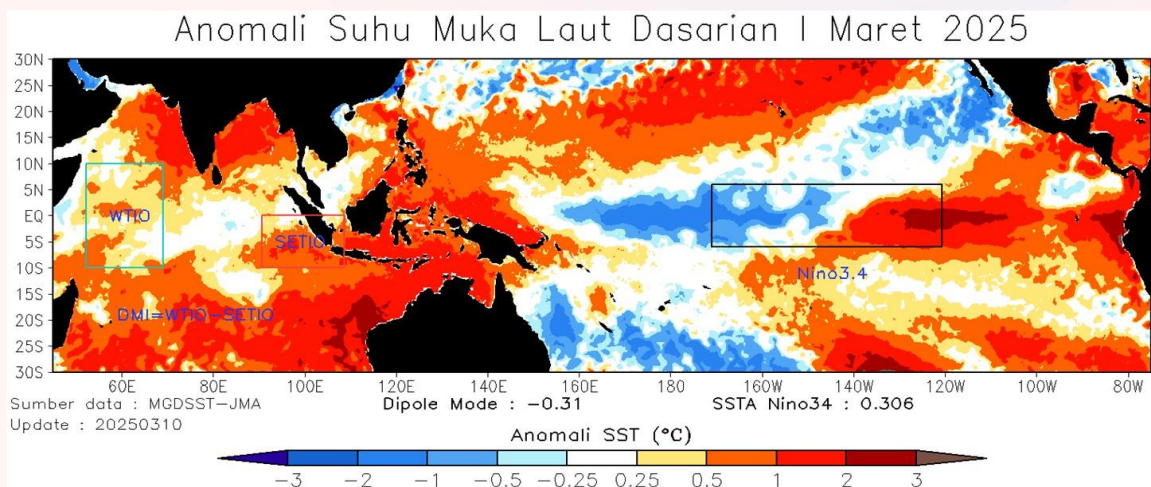 Anomali Suhu Muka Laut Dasarian I Maret 2025
30N
25N
20N
15N
10N
5N
EQ
5S
10S
15S
20S
25S
30S
WTIO
SETIO
Nino3.4
DMI=WTIO-SETIO
60E 80E 100E 120E 140E 160E 180 160W 140W 120W 100W 80W
Sumber data : MGDSST-JMA Dipole Mode : -0.31 SSTA Nino34 : 0.306
Update : 20250310
Anomali SST (°C)
-3 -2 -1 -0.5 -0.25 0.25 0.5 1 2 3